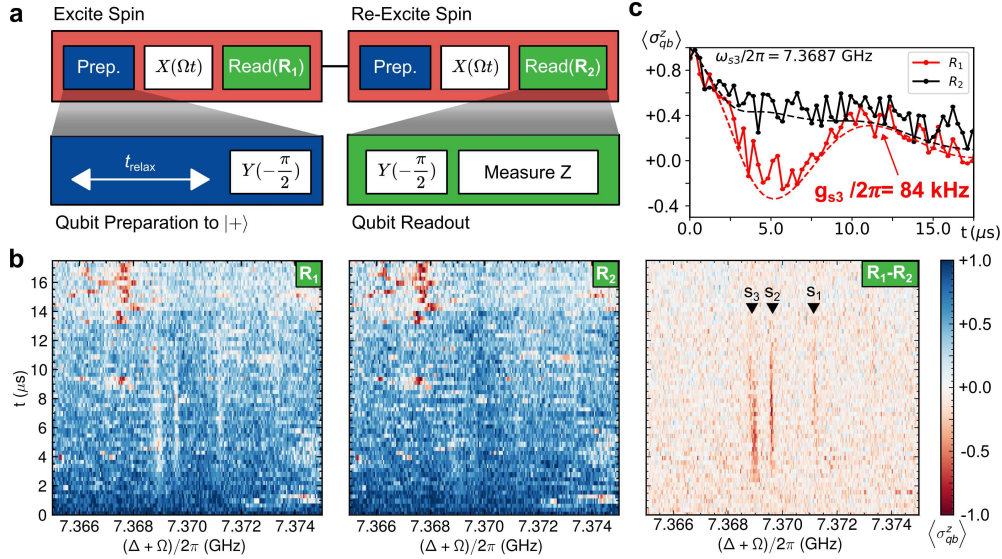 a
Excite Spin
Re-Excite Spin
Prep.
X(Ωt)
Read(R₁)
Prep.
X(Ωt)
Read(R₂)
t_relax
Y(−π/2)
Y(−π/2)
Measure Z
Qubit Preparation to |+⟩
Qubit Readout
c
⟨σ^z_qb⟩
ω_s3/2π = 7.3687 GHz
R₁
R₂
+0.8
+0.4
+0.0
-0.4
g_s3 /2π= 84 kHz
0.0
5.0
10.0
15.0
t (μs)
b
R₁
R₂
R₁-R₂
s₃
s₂
s₁
t (μs)
16
14
12
10
8
6
4
2
0
7.366
7.368
7.370
7.372
7.374
(Δ + Ω)/2π (GHz)
7.366
7.368
7.370
7.372
7.374
(Δ + Ω)/2π (GHz)
7.366
7.368
7.370
7.372
7.374
(Δ + Ω)/2π (GHz)
+1.0
+0.5
+0.0
-0.5
-1.0
⟨σ^z_qb⟩